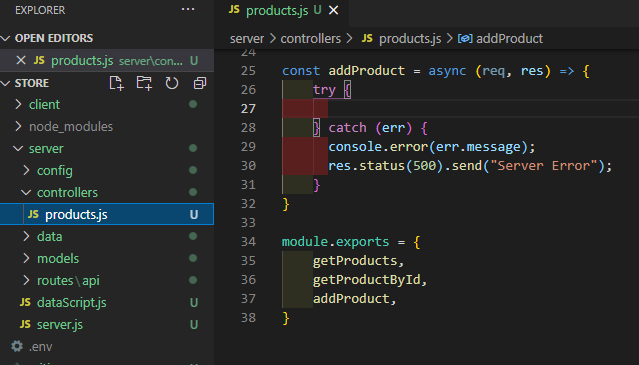 EXPLORER
OPEN EDITORS
JS products.js server\con... U
STORE
client
node_modules
server
config
controllers
JS products.js U
data
models
routes\api
JS dataScript.js U
JS server.js U
.env
products.js U
server > controllers > JS products.js > addProduct
24
25 const addProduct = async (req, res) => {
26 try {
27
28 } catch (err) {
29 console.error(err.message);
30 res.status(500).send("Server Error");
31 }
32 }
33
34 module.exports = {
35 getProducts,
36 getProductById,
37 addProduct,
38 }